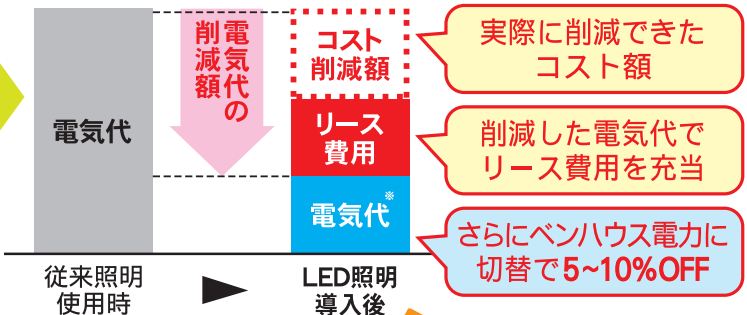 電気代
電気代の
削減額
コスト
削減額
リース
費用
電気代※
実際に削減できた
コスト額
削減した電気代で
リース費用を充当
さらにベンハウス電力に
切替で5~10%OFF
従来照明
使用時
LED照明
導入後